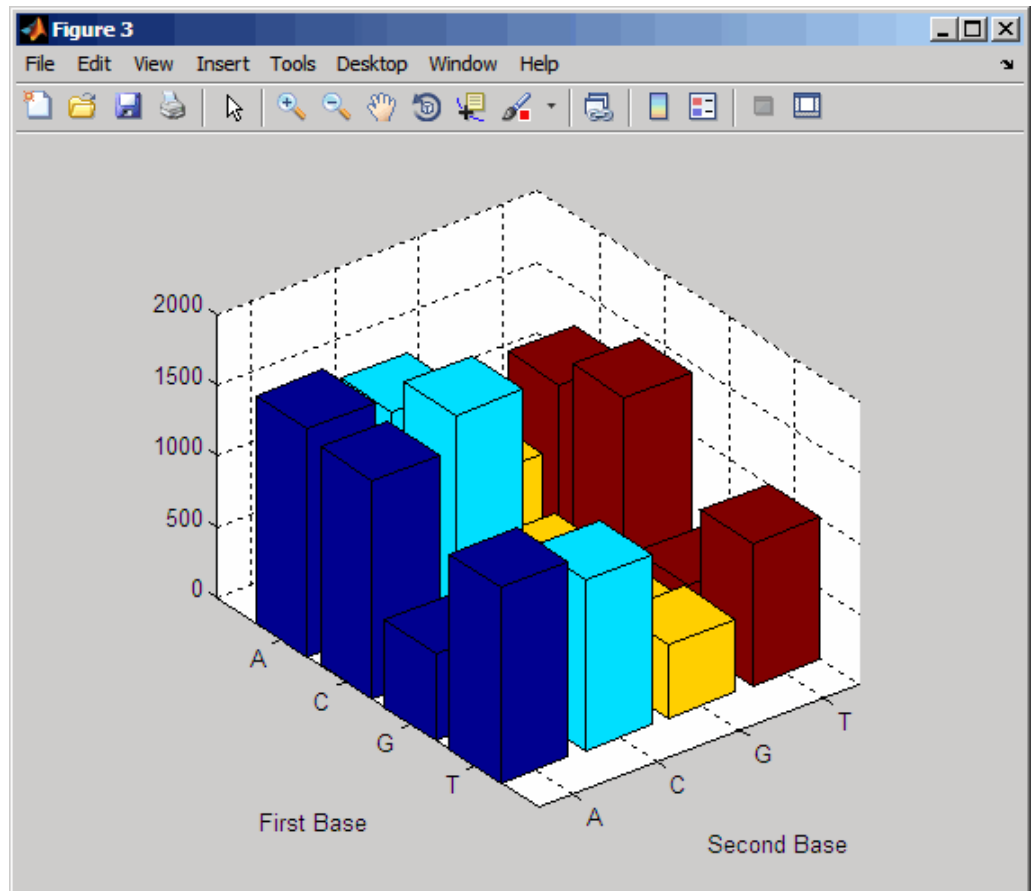 Figure 3
File Edit View Insert Tools Desktop Window Help
2000
1500
1000
500
0
A
C
G
T
First Base
A
C
G
T
Second Base